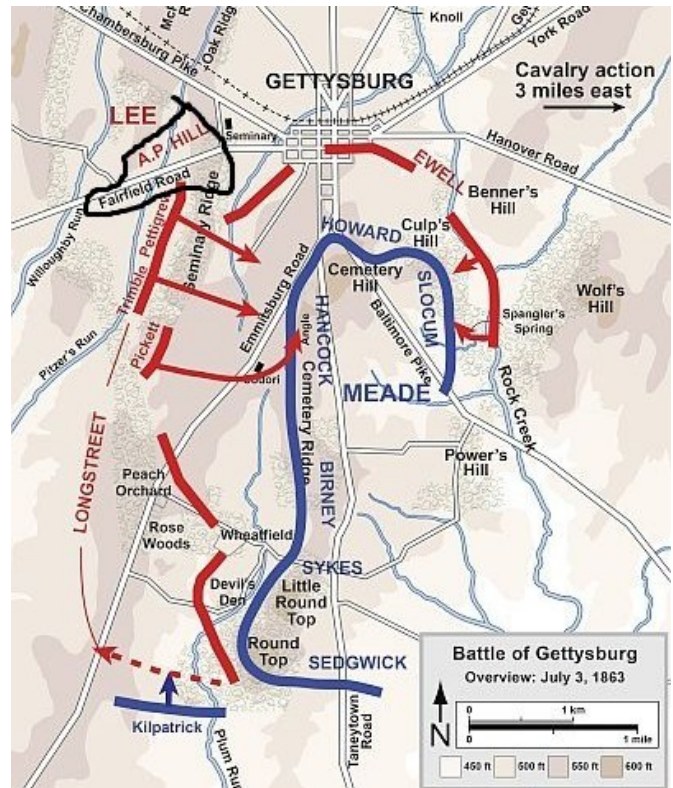 Chambersburg Pike
Oak Ridge
Knoll
York Road
GETTYSBURG
Cavalry action
3 miles east
LEE
A.P. HILL
Seminary
Hanover Road
Fairfield Road
EWELL
Benner's
Hill
Willoughby Run
Trimble
Pettigrew
Seminary Ridge
HOWARD
Culp's
Hill
Cemetery
Hill
SLOCUM
Wolf's
Hill
Emmitsburg Road
HANCOCK
Angle
Spangler's
Spring
Baltimore Pike
Pitzer's Run
Pickett
MEADE
Cemetery Ridge
Rock Creek
LONGSTREET
BIRNEY
Power's
Hill
Peach
Orchard
Rose
Woods
Wheatfield
SYKES
Devil's
Den
Little
Round
Top
Round
Top
SEDGWICK
Kilpatrick
Plum Run
Taneytown
Road
Battle of Gettysburg
Overview: July 3, 1863
N
0 1 km
0 1 mile
450 ft 500 ft 550 ft 600 ft